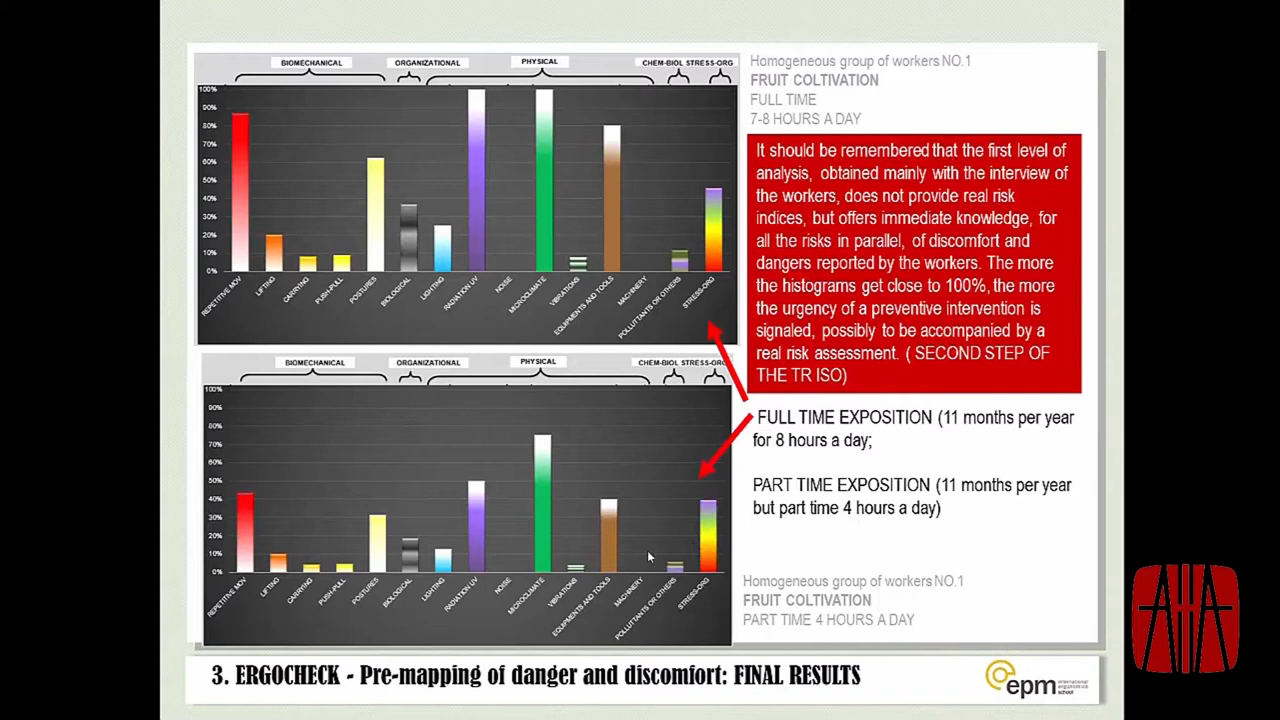 BIOMECHANICAL ORGANIZATIONAL PHYSICAL CHEM-BIOL STRESS-ORG
100%
90%
80%
70%
60%
50%
40%
30%
20%
10%
0%
REPETITIVE MOV
LIFTING
CARRYING
PUSH-PULL
POSTURES
BIOLOGICAL
LIGHTING
RADIATION UV
NOISE
MICROCLIMATE
VIBRATIONS
EQUIPMENTS AND TOOLS
MACHINERY
POLLUTTANTS OR OTHERS
STRESS-ORG
Homogeneous group of workers NO.1
FRUIT COLTIVATION
FULL TIME
7-8 HOURS A DAY
It should be remembered that the first level of
analysis, obtained mainly with the interview of
the workers, does not provide real risk
indices, but offers immediate knowledge, for
all the risks in parallel, of discomfort and
dangers reported by the workers. The more
the histograms get close to 100%, the more
the urgency of a preventive intervention is
signaled, possibly to be accompanied by a
real risk assessment. ( SECOND STEP OF
THE TR ISO)
BIOMECHANICAL ORGANIZATIONAL PHYSICAL CHEM-BIOL STRESS-ORG
100%
90%
80%
70%
60%
50%
40%
30%
20%
10%
0%
REPETITIVE MOV
LIFTING
CARRYING
PUSH-PULL
POSTURES
BIOLOGICAL
LIGHTING
RADIATION UV
NOISE
MICROCLIMATE
VIBRATIONS
EQUIPMENTS AND TOOLS
MACHINERY
POLLUTTANTS OR OTHERS
STRESS-ORG
FULL TIME EXPOSITION (11 months per year
for 8 hours a day;
PART TIME EXPOSITION (11 months per year
but part time 4 hours a day)
Homogeneous group of workers NO.1
FRUIT COLTIVATION
PART TIME 4 HOURS A DAY
AHA
3. ERGOCHECK - Pre-mapping of danger and discomfort: FINAL RESULTS
epm
international
ergonomics
school